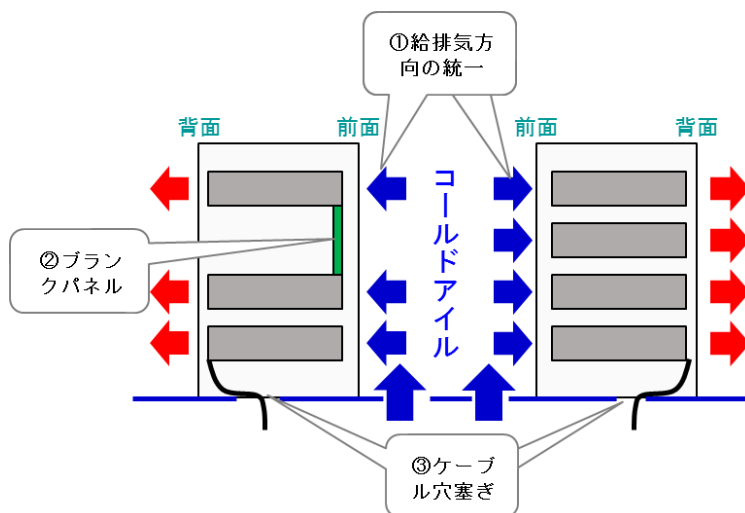 ①給排気方
向の統一
背面
前面
前面
背面
コールドアイル
②ブラン
クパネル
③ケーブ
ル穴塞ぎ